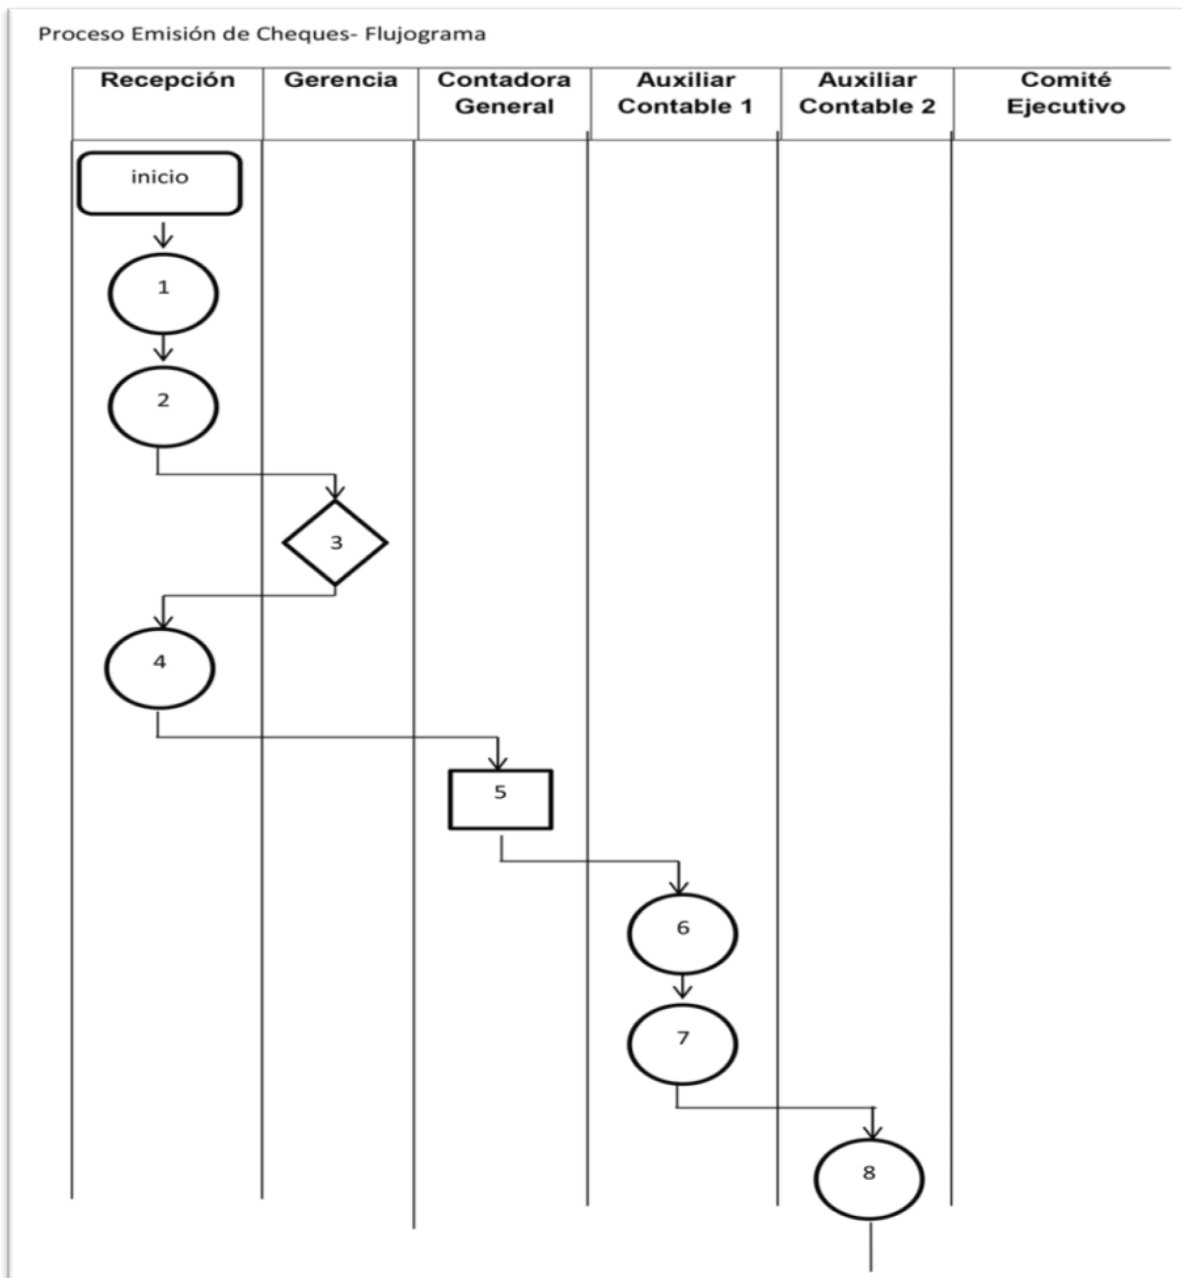 Proceso Emisión de Cheques- Flujograma
Recepción Gerencia Contadora General Auxiliar Contable 1 Auxiliar Contable 2 Comité Ejecutivo
inicio
1
2
3
4
5
6
7
8